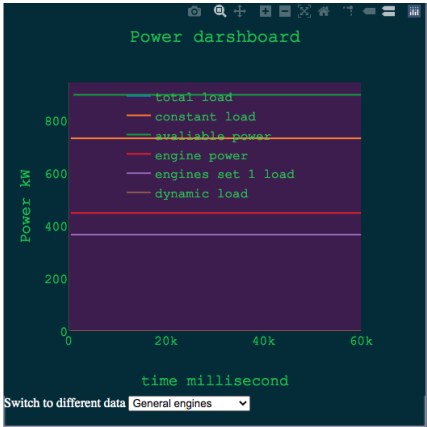 Power darshboard
total load
constant load
avaliable power
engine power
engines set 1 load
dynamic load
Power kW
800
600
400
200
0
0 20k 40k 60k
time millisecond
Switch to different data General engines